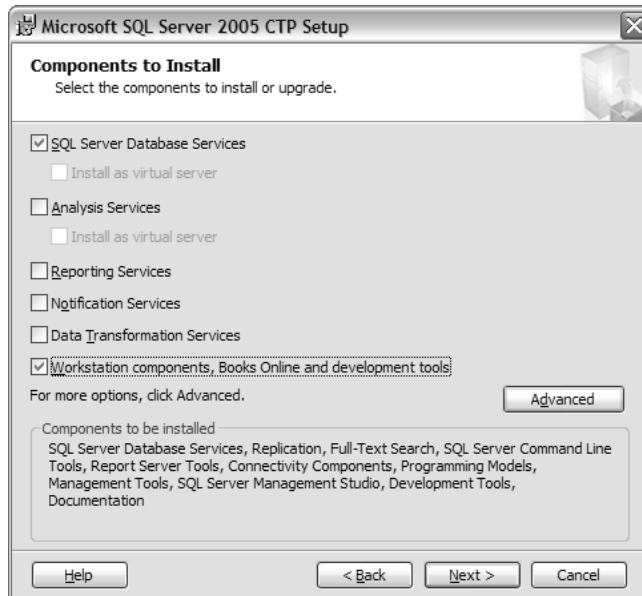 Microsoft SQL Server 2005 CTP Setup
Components to Install
Select the components to install or upgrade.
SQL Server Database Services
Install as virtual server
Analysis Services
Install as virtual server
Reporting Services
Notification Services
Data Transformation Services
Workstation components, Books Online and development tools
For more options, click Advanced.
Advanced
Components to be installed
SQL Server Database Services, Replication, Full-Text Search, SQL Server Command Line
Tools, Report Server Tools, Connectivity Components, Programming Models,
Management Tools, SQL Server Management Studio, Development Tools,
Documentation
Help
< Back
Next >
Cancel